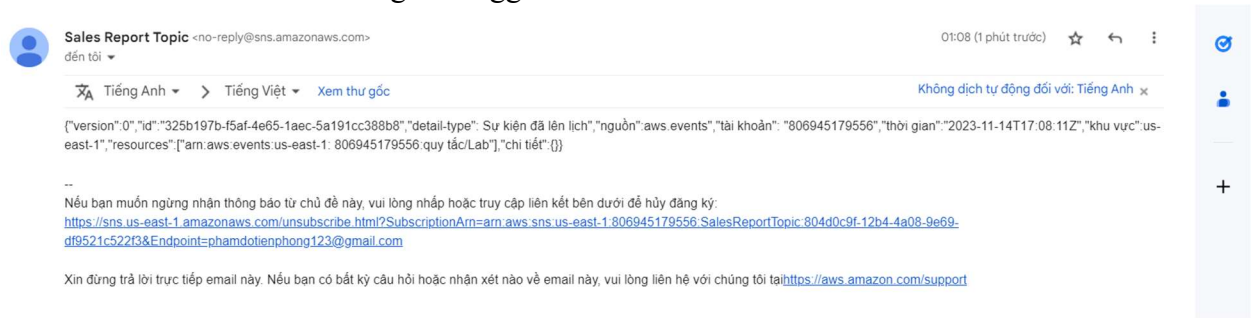 Sales Report Topic <no-reply@sns.amazonaws.com>
01:08 (1 phút trước)
đến tôi
Tiếng Anh > Tiếng Việt Xem thư gốc
Không dịch tự động đối với: Tiếng Anh ×
{"version":0","id":"325b197b-f5af-4e65-1aec-5a191cc388b8","detail-type": Sự kiện đã lên lịch","nguồn":aws.events","tài khoản": "806945179556","thời gian":"2023-11-14T17:08:11Z","khu vực":us-
east-1","resources":["arn:aws:events:us-east-1: 806945179556:quy tắc/Lab"],"chi tiết":{}}
--
Nếu bạn muốn ngừng nhận thông báo từ chủ đề này, vui lòng nhấp hoặc truy cập liên kết bên dưới để hủy đăng ký:
https://sns.us-east-1.amazonaws.com/unsubscribe.html?SubscriptionArn=arn:aws:sns:us-east-1:806945179556:SalesReportTopic:804d0c9f-12b4-4a08-9e69-
df9521c522f3&Endpoint=phamdotienphong123@gmail.com
Xin đừng trả lời trực tiếp email này. Nếu bạn có bất kỳ câu hỏi hoặc nhận xét nào về email này, vui lòng liên hệ với chúng tôi tạihttps://aws.amazon.com/support